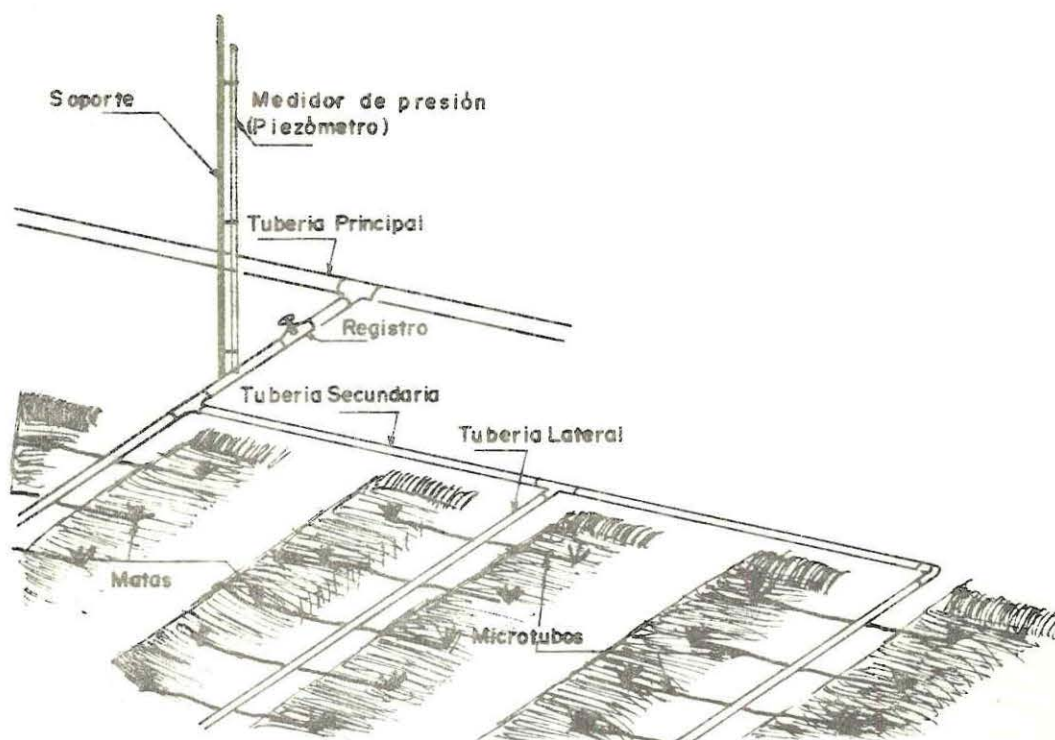 Soporte
Medidor de presión
(Piezómetro)
Tuberia Principal
Registro
Tuberia Secundaria
Tuberia Lateral
Matas
Microtubos